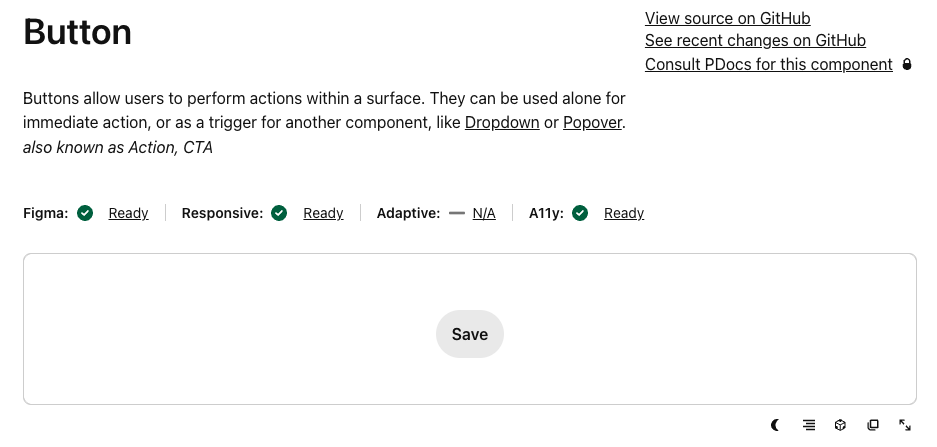 Button
View source on GitHub
See recent changes on GitHub
Consult PDocs for this component
Buttons allow users to perform actions within a surface. They can be used alone for
immediate action, or as a trigger for another component, like Dropdown or Popover.
also known as Action, CTA
Figma: Ready Responsive: Ready Adaptive: N/A A11y: Ready
Save